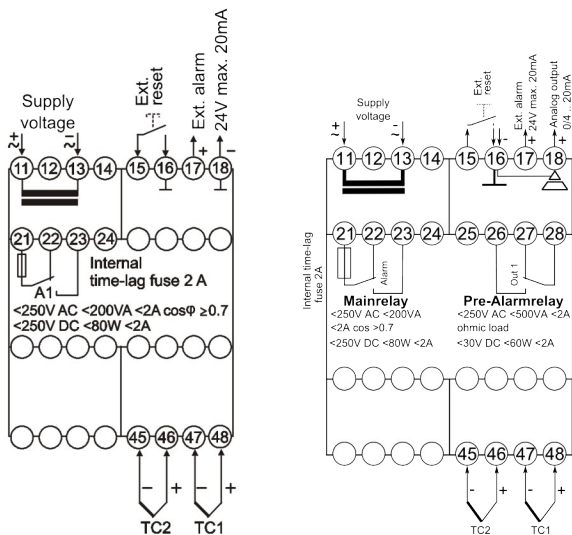 Supply
voltage
Ext.
reset
Ext. alarm
24V max. 20mA
≂+
≂-
+
-
11 12 13 14 15 16 17 18
21 22 23 24
Internal
time-lag
fuse 2 A
A1
<250V AC <200VA <2A cosφ ≥0.7
<250V DC <80W <2A
45 46 47 48
- + - +
TC2 TC1
Supply
voltage
Ext.
reset
Ext. alarm
24V max. 20mA
Analog output
0/4 .. 20mA
≂+
≂-
- + +
11 12 13 14 15 16 17 18
21 22 23 24 25 26 27 28
Internal time-lag
fuse 2A
Alarm
Out 1
Mainrelay
<250V AC <200VA
<2A cos >0.7
<250V DC <80W <2A
Pre-Alarmrelay
<250V AC <500VA <2A
ohmic load
<30V DC <60W <2A
45 46 47 48
- + - +
TC2 TC1